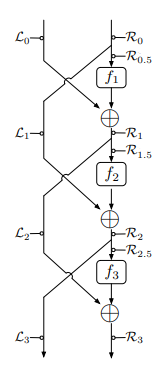 ℒ₀ ℛ₀
ℛ₀.₅
f₁
ℒ₁ ℛ₁
ℛ₁.₅
f₂
ℒ₂ ℛ₂
ℛ₂.₅
f₃
ℒ₃ ℛ₃